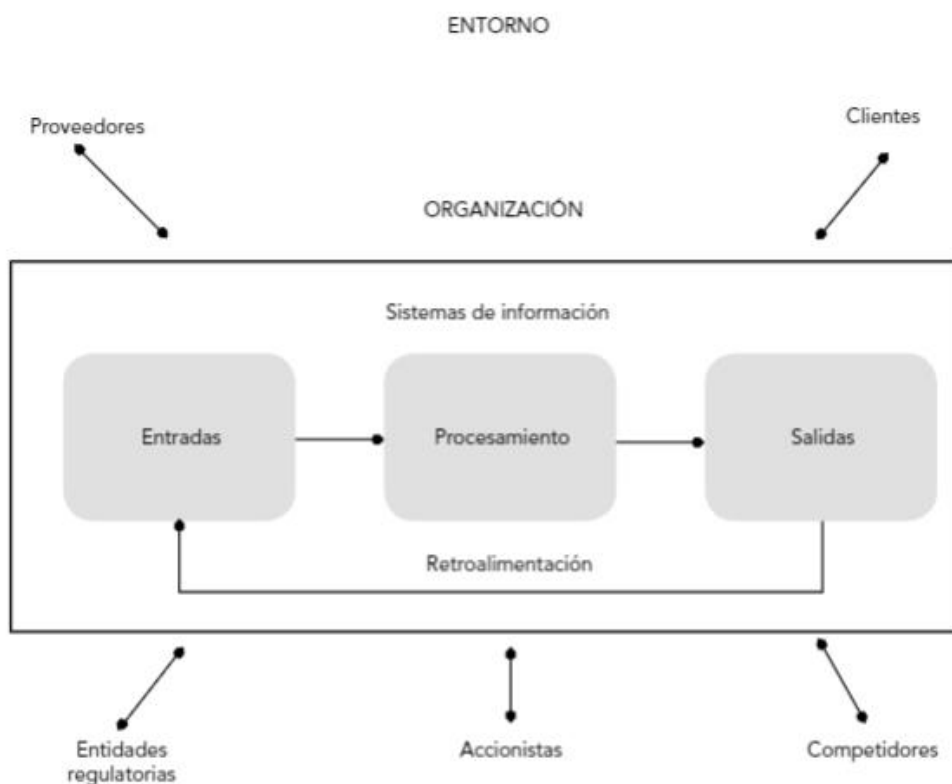 ENTORNO
Proveedores
Clientes
ORGANIZACIÓN
Sistemas de información
Entradas
Procesamiento
Salidas
Retroalimentación
Entidades
regulatorias
Accionistas
Competidores